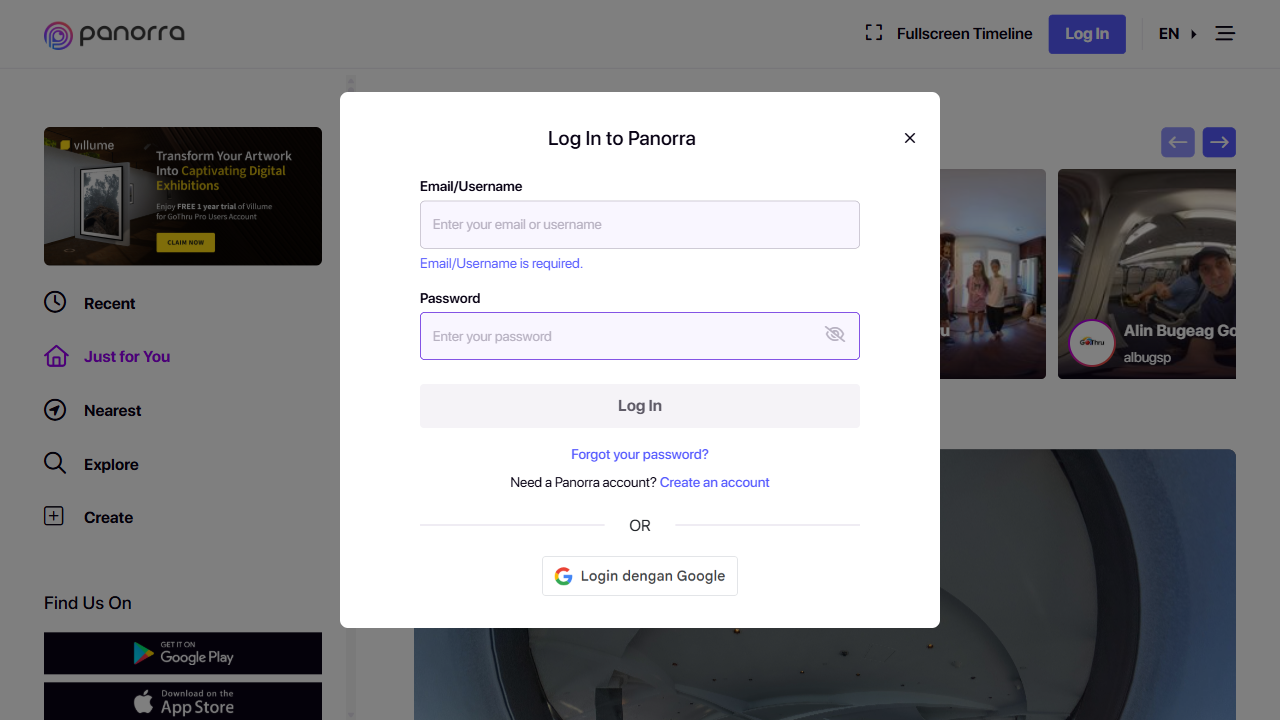 panorra
Fullscreen Timeline
Log In
EN
villume
Transform Your Artwork
Into Captivating Digital
Exhibitions
Enjoy FREE 1 year trial of Villume
for GoThru Pro Users Account
CLAIM NOW
Recent
Just for You
Nearest
Explore
Create
Find Us On
GET IT ON
Google Play
Download on the
App Store
Log In to Panorra
Email/Username
Enter your email or username
Email/Username is required.
Password
Enter your password
Log In
Forgot your password?
Need a Panorra account? Create an account
OR
Login dengan Google
GoThru
Alin Bugeag Go
albugsp